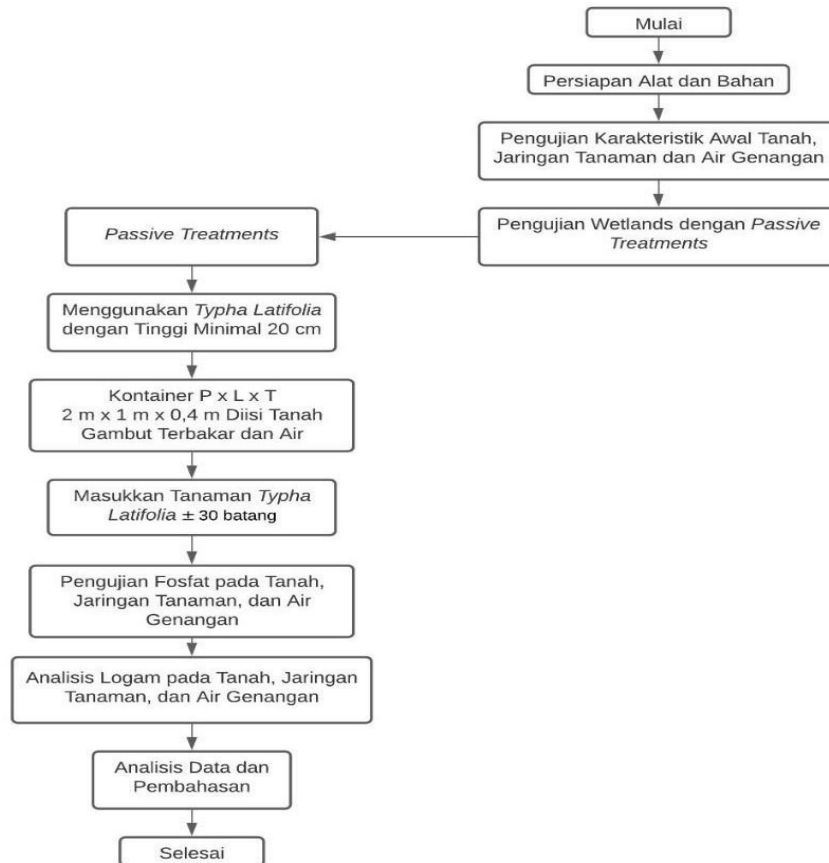 Mulai
Persiapan Alat dan Bahan
Pengujian Karakteristik Awal Tanah,
Jaringan Tanaman dan Air Genangan
Pengujian Wetlands dengan Passive
Treatments
Passive Treatments
Menggunakan Typha Latifolia
dengan Tinggi Minimal 20 cm
Kontainer P x L x T
2 m x 1 m x 0,4 m Diisi Tanah
Gambut Terbakar dan Air
Masukkan Tanaman Typha
Latifolia ± 30 batang
Pengujian Fosfat pada Tanah,
Jaringan Tanaman, dan Air
Genangan
Analisis Logam pada Tanah, Jaringan
Tanaman, dan Air Genangan
Analisis Data dan
Pembahasan
Selesai